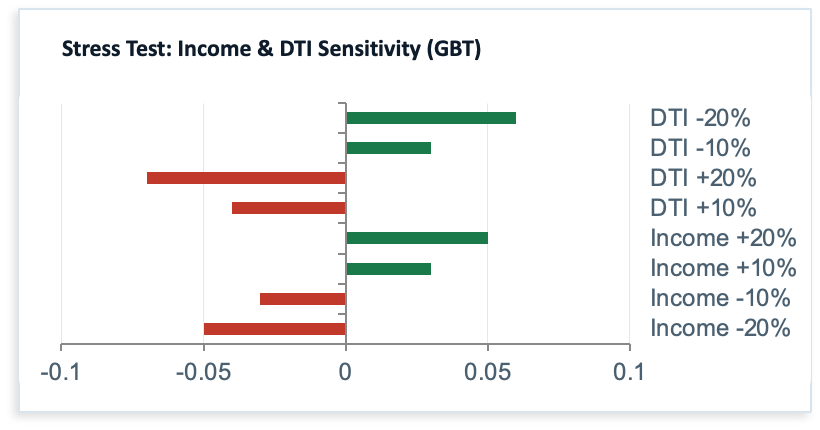 Stress Test: Income & DTI Sensitivity (GBT)
DTI -20%
DTI -10%
DTI +20%
DTI +10%
Income +20%
Income +10%
Income -10%
Income -20%
-0.1 -0.05 0 0.05 0.1